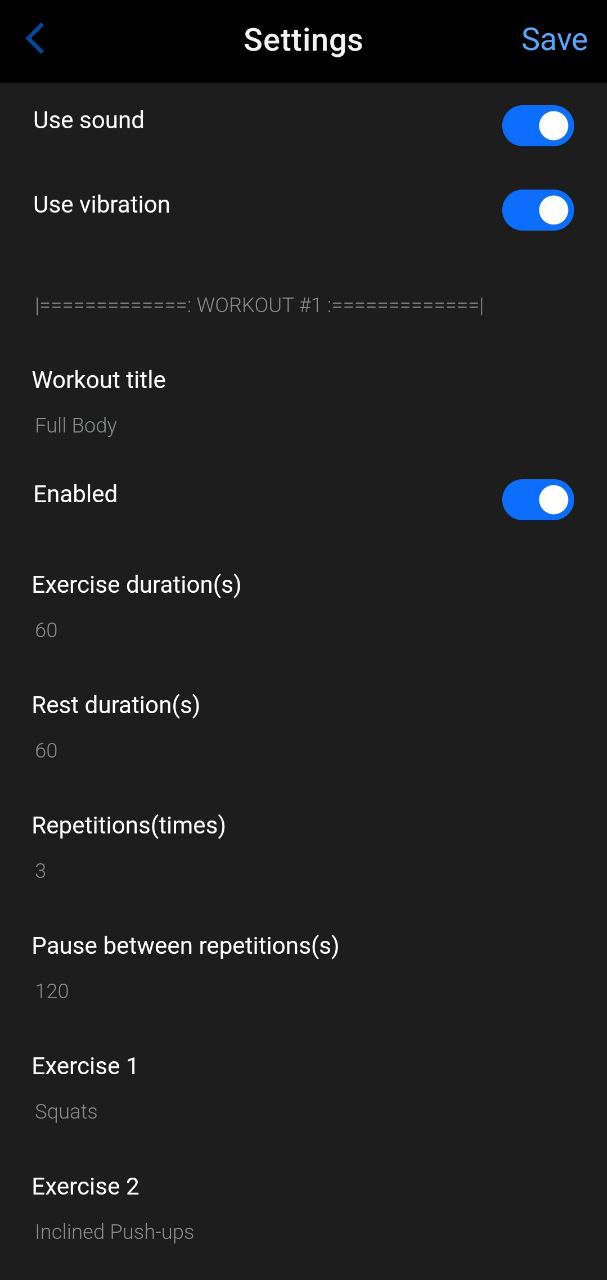 Settings
Save
Use sound
Use vibration
|=============: WORKOUT #1 :=============|
Workout title
Full Body
Enabled
Exercise duration(s)
60
Rest duration(s)
60
Repetitions(times)
3
Pause between repetitions(s)
120
Exercise 1
Squats
Exercise 2
Inclined Push-ups